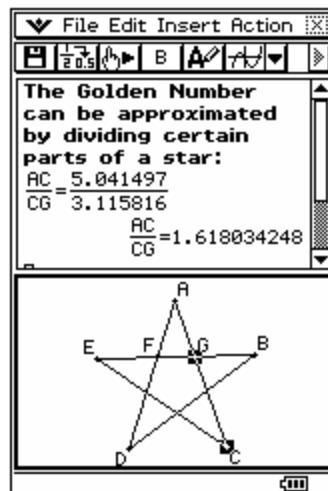 File Edit Insert Action
B A
The Golden Number
can be approximated
by dividing certain
parts of a star:
AC/CG=5.041497/3.115816
AC/CG=1.618034248
A
E F G B
D C